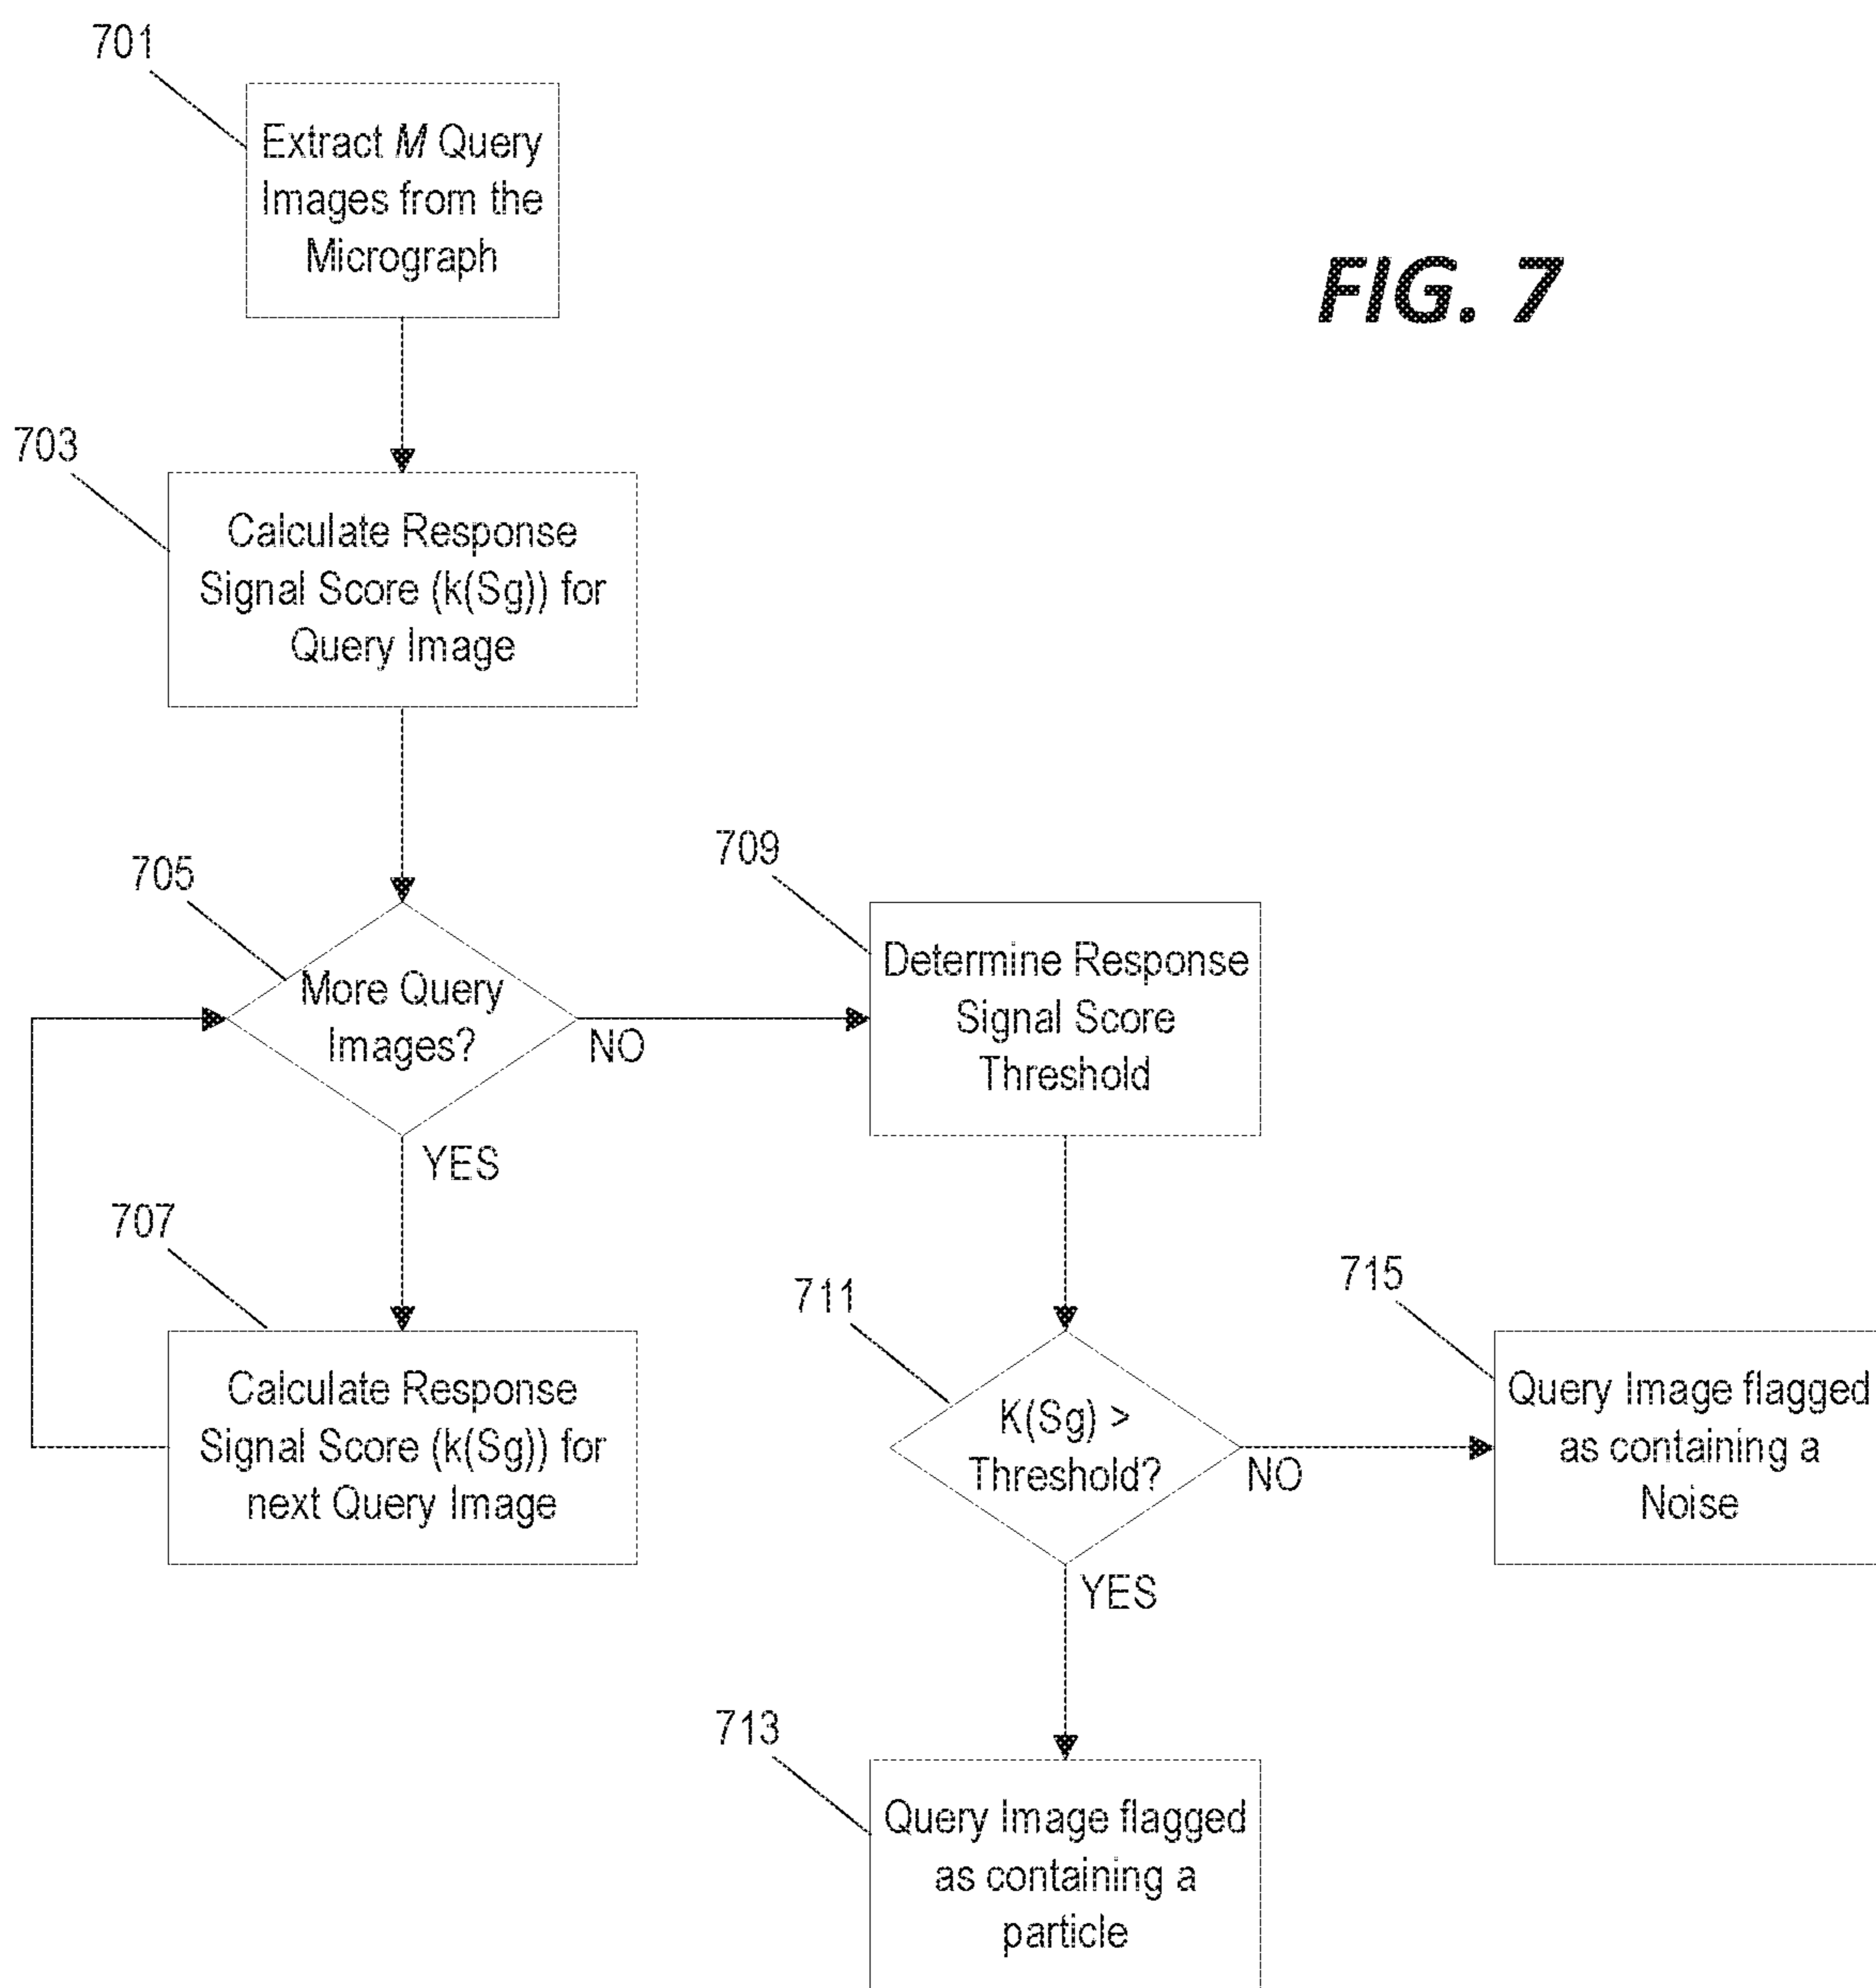 701
Extract M Query
Images from the
Micrograph
FIG. 7
703
Calculate Response
Signal Score (k(Sg)) for
Query Image
705
More Query
Images?
NO
YES
709
Determine Response
Signal Score
Threshold
707
Calculate Response
Signal Score (k(Sg)) for
next Query Image
711
K(Sg) >
Threshold?
NO
YES
715
Query Image flagged
as containing a
Noise
713
Query Image flagged
as containing a
particle